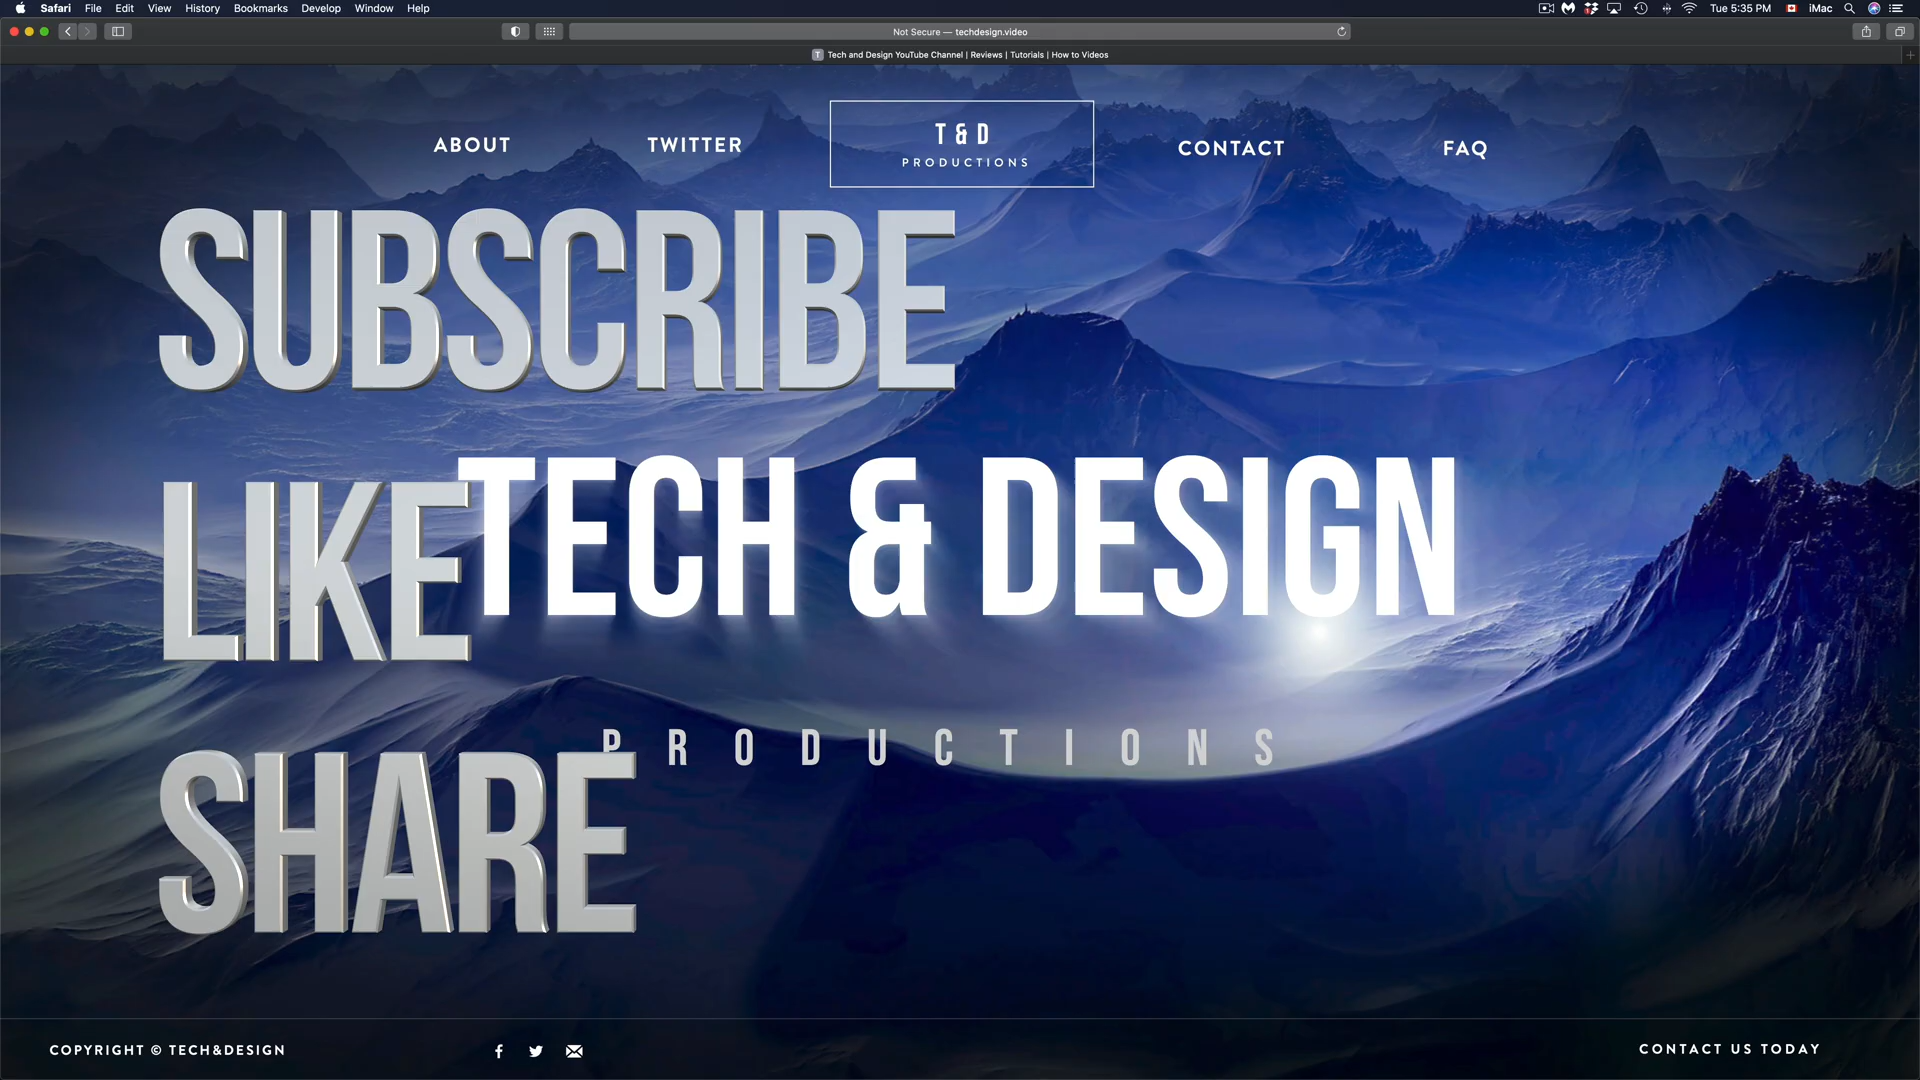 Safari File Edit View History Bookmarks Develop Window Help Tue 5:35 PM iMac
Not Secure — techdesign.video
T Tech and Design YouTube Channel | Reviews | Tutorials | How to Videos
ABOUT TWITTER T & D CONTACT FAQ
PRODUCTIONS
SUBSCRIBE
LIKE
TECH & DESIGN
PRODUCTIONS
SHARE
COPYRIGHT © TECH&DESIGN CONTACT US TODAY